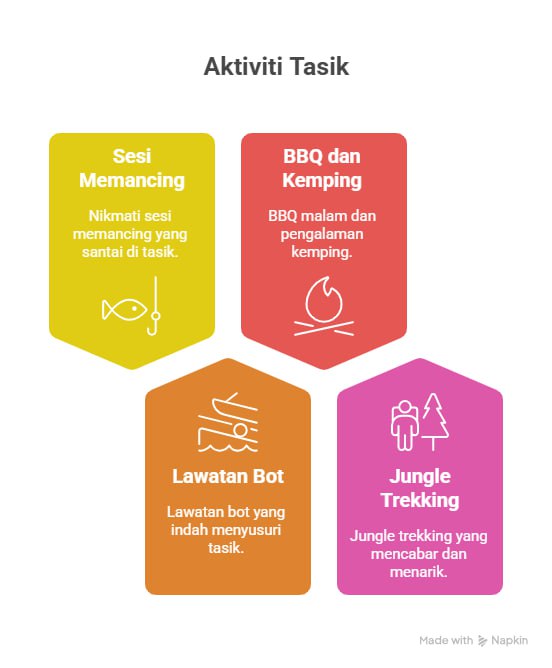 Aktiviti Tasik
Sesi
Memancing
Nikmati sesi
memancing yang
santai di tasik.
BBQ dan
Kemping
BBQ malam dan
pengalaman
kemping.
Lawatan Bot
Lawatan bot yang
indah menyusuri
tasik.
Jungle
Trekking
Jungle trekking yang
mencabar dan
menarik.
Made with Napkin